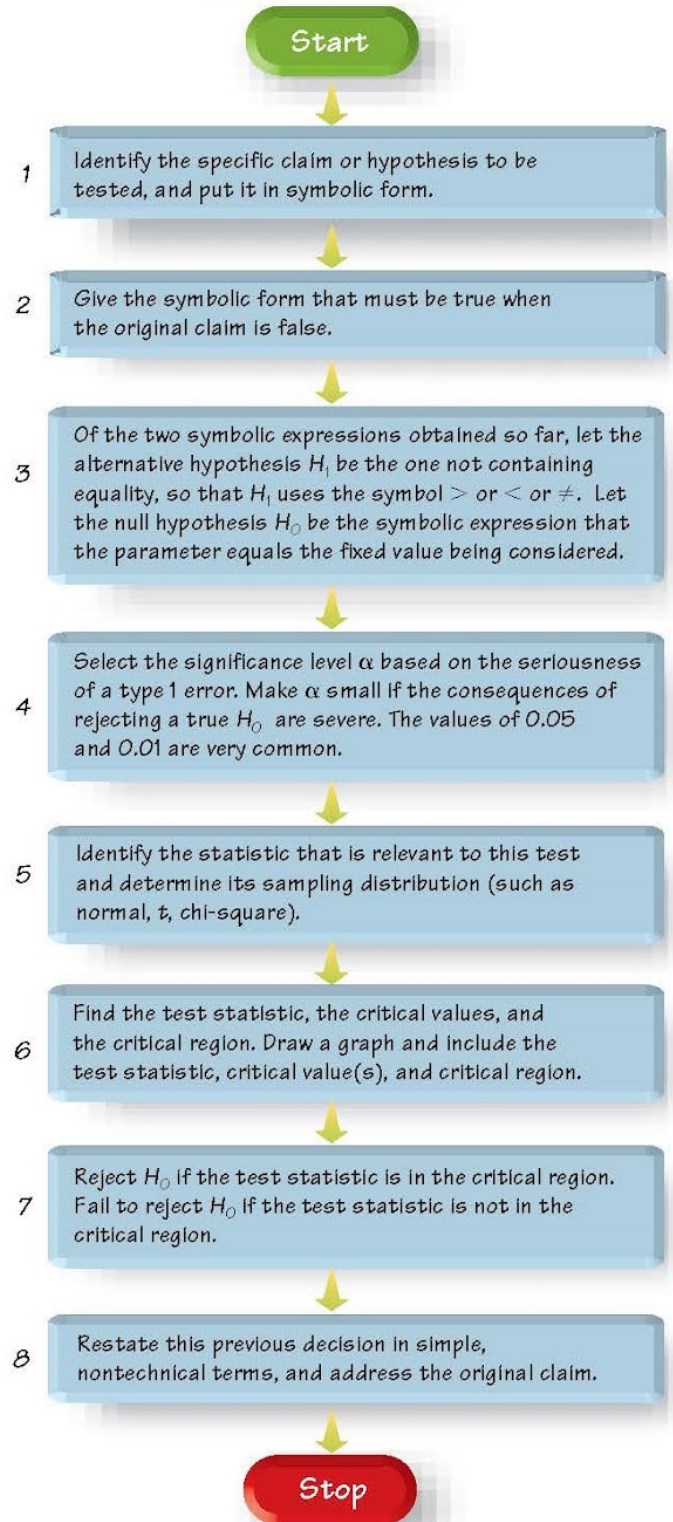 Start
1
Identify the specific claim or hypothesis to be
tested, and put it in symbolic form.
2
Give the symbolic form that must be true when
the original claim is false.
3
Of the two symbolic expressions obtained so far, let the
alternative hypothesis H₁ be the one not containing
equality, so that H₁ uses the symbol > or < or ≠. Let
the null hypothesis H₀ be the symbolic expression that
the parameter equals the fixed value being considered.
4
Select the significance level α based on the seriousness
of a type 1 error. Make α small if the consequences of
rejecting a true H₀ are severe. The values of 0.05
and 0.01 are very common.
5
Identify the statistic that is relevant to this test
and determine its sampling distribution (such as
normal, t, chi-square).
6
Find the test statistic, the critical values, and
the critical region. Draw a graph and include the
test statistic, critical value(s), and critical region.
7
Reject H₀ if the test statistic is in the critical region.
Fail to reject H₀ if the test statistic is not in the
critical region.
8
Restate this previous decision in simple,
nontechnical terms, and address the original claim.
Stop